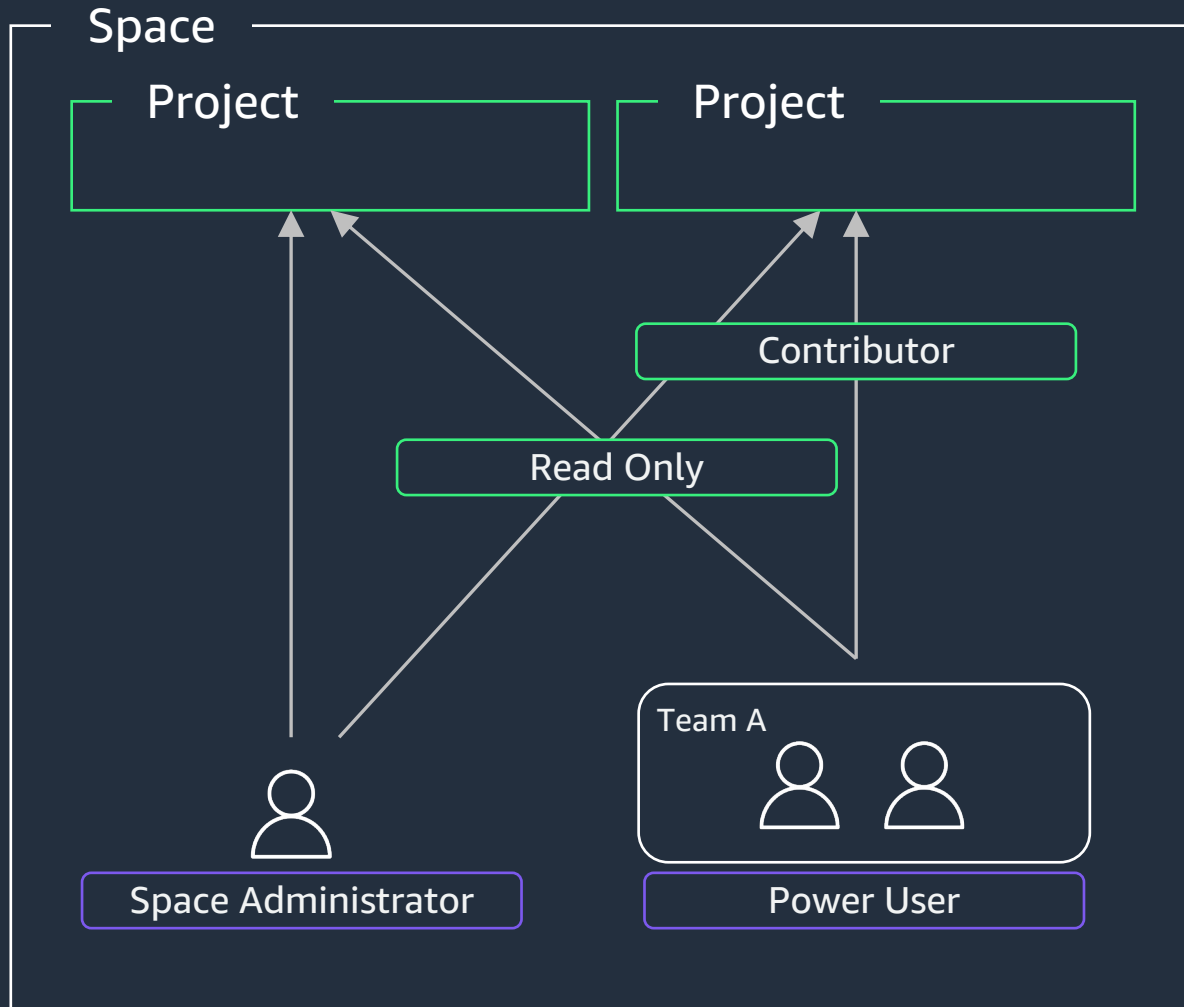 Space
Project
Project
Contributor
Read Only
Team A
Space Administrator
Power User